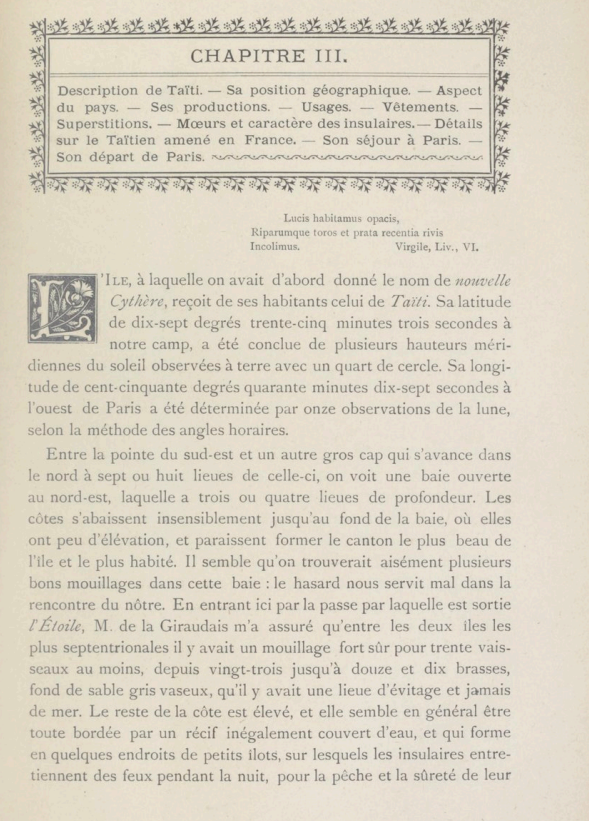 CHAPITRE III.
Description de Taïti. — Sa position géographique. — Aspect
du pays. — Ses productions. — Usages. — Vêtements. —
Superstitions. — Mœurs et caractère des insulaires. — Détails
sur le Taïtien amené en France. — Son séjour à Paris. —
Son départ de Paris.
Lucis habitamus opacis,
Riparumque toros et prata recentia rivis
Incolimus. Virgile, Liv., VI.
L'ILE, à laquelle on avait d'abord donné le nom de nouvelle
Cythère, reçoit de ses habitants celui de Taïti. Sa latitude
de dix-sept degrés trente-cinq minutes trois secondes à
notre camp, a été conclue de plusieurs hauteurs méri-
diennes du soleil observées à terre avec un quart de cercle. Sa longi-
tude de cent-cinquante degrés quarante minutes dix-sept secondes à
l'ouest de Paris a été déterminée par onze observations de la lune,
selon la méthode des angles horaires.
Entre la pointe du sud-est et un autre gros cap qui s'avance dans
le nord à sept ou huit lieues de celle-ci, on voit une baie ouverte
au nord-est, laquelle a trois ou quatre lieues de profondeur. Les
côtes s'abaissent insensiblement jusqu'au fond de la baie, où elles
ont peu d'élévation, et paraissent former le canton le plus beau de
l'île et le plus habité. Il semble qu'on trouverait aisément plusieurs
bons mouillages dans cette baie : le hasard nous servit mal dans la
rencontre du nôtre. En entrant ici par la passe par laquelle est sortie
l'Étoile, M. de la Giraudais m'a assuré qu'entre les deux îles les
plus septentrionales il y avait un mouillage fort sûr pour trente vais-
seaux au moins, depuis vingt-trois jusqu'à douze et dix brasses,
fond de sable gris vaseux, qu'il y avait une lieue d'évitage et jamais
de mer. Le reste de la côte est élevé, et elle semble en général être
toute bordée par un récif inégalement couvert d'eau, et qui forme
en quelques endroits de petits îlots, sur lesquels les insulaires entre-
tiennent des feux pendant la nuit, pour la pêche et la sûreté de leur